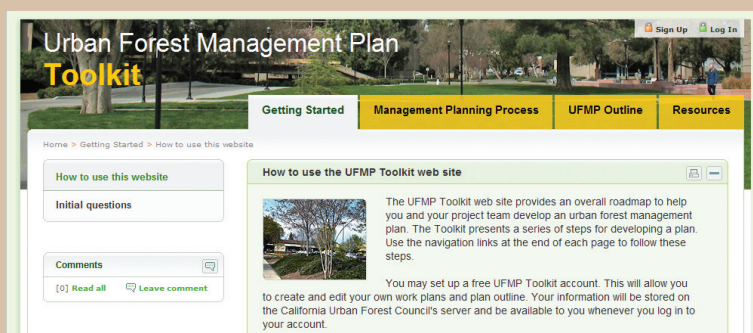 Sign Up Log In
Urban Forest Management Plan
Toolkit
Getting Started Management Planning Process UFMP Outline Resources
Home > Getting Started > How to use this website
How to use this website
Initial questions
Comments
[0] Read all Leave comment
How to use the UFMP Toolkit web site
The UFMP Toolkit web site provides an overall roadmap to help
you and your project team develop an urban forest management
plan. The Toolkit presents a series of steps for developing a plan.
Use the navigation links at the end of each page to follow these
steps.
You may set up a free UFMP Toolkit account. This will allow you
to create and edit your own work plans and plan outline. Your information will be stored on
the California Urban Forest Council's server and be available to you whenever you log in to
your account.